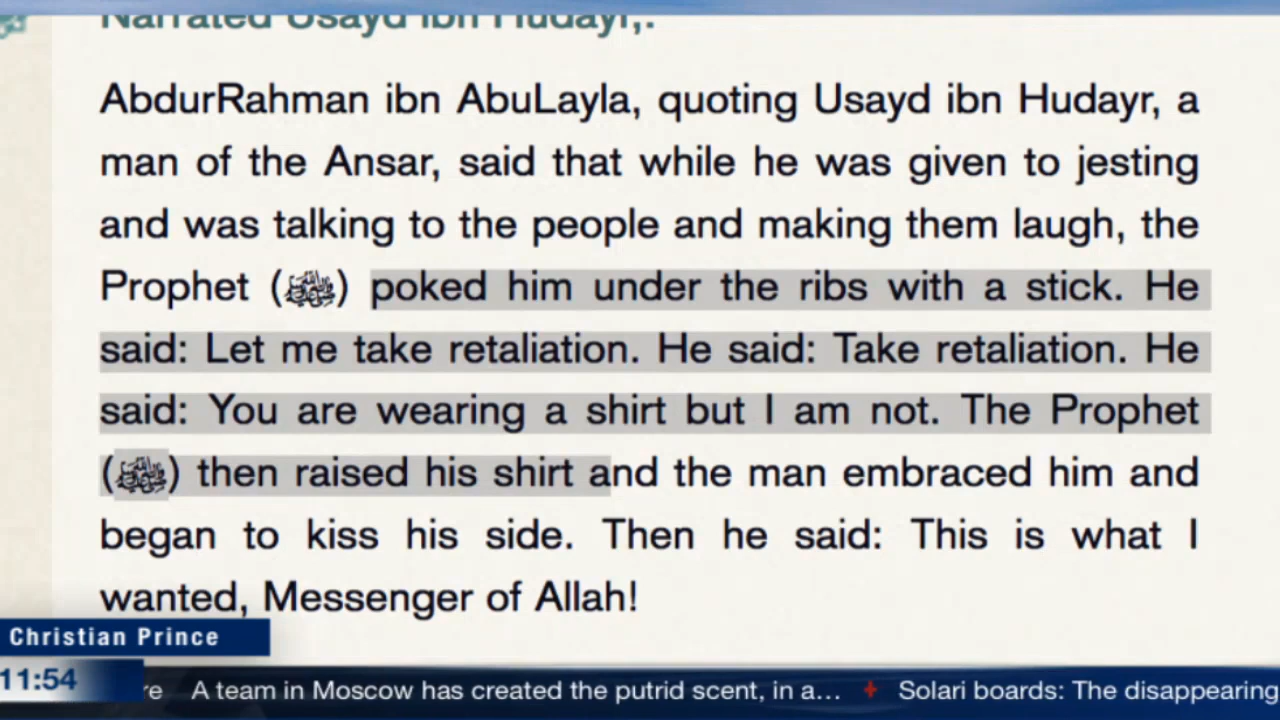 Narrated Usayd ibn Hudayr,:
AbdurRahman ibn AbuLayla, quoting Usayd ibn Hudayr, a
man of the Ansar, said that while he was given to jesting
and was talking to the people and making them laugh, the
Prophet (ﷺ) poked him under the ribs with a stick. He
said: Let me take retaliation. He said: Take retaliation. He
said: You are wearing a shirt but I am not. The Prophet
(ﷺ) then raised his shirt and the man embraced him and
began to kiss his side. Then he said: This is what I
wanted, Messenger of Allah!
Christian Prince
11:54
re A team in Moscow has created the putrid scent, in a... + Solari boards: The disappearing